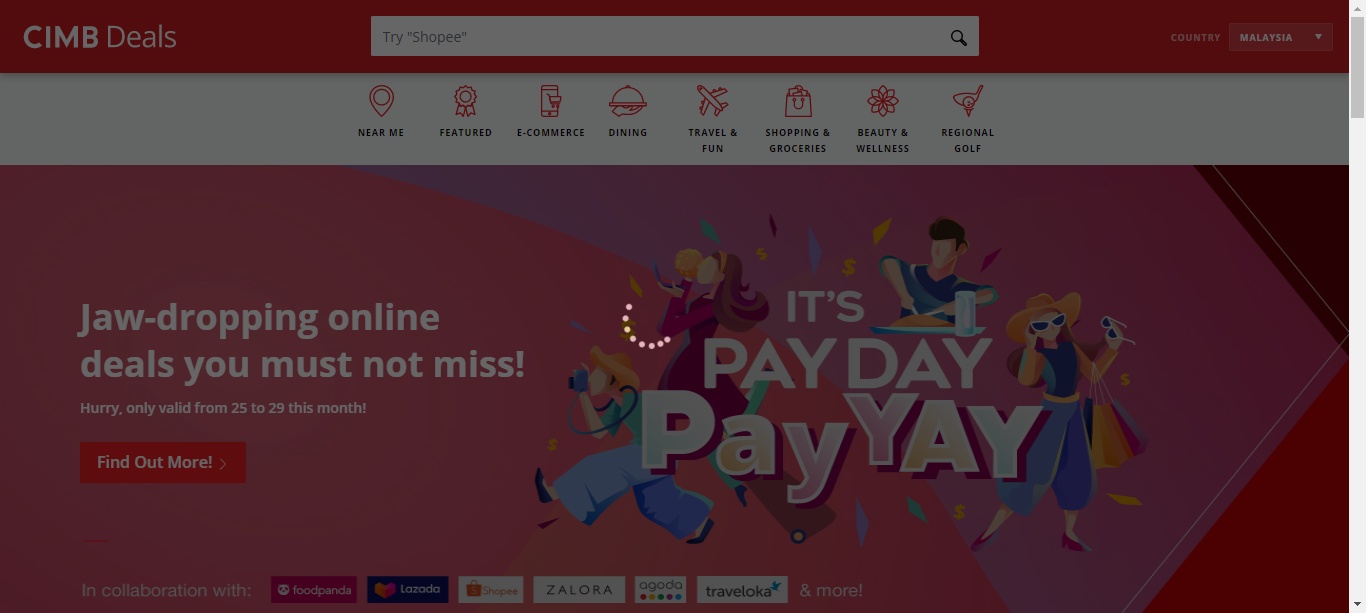 CIMB Deals
Try "Shopee"
COUNTRY
MALAYSIA
NEAR ME
FEATURED
E-COMMERCE
DINING
TRAVEL &
FUN
SHOPPING &
GROCERIES
BEAUTY &
WELLNESS
REGIONAL
GOLF
Jaw-dropping online
deals you must not miss!
Hurry, only valid from 25 to 29 this month!
Find Out More!
IT'S
PAY DAY
PayYAY
In collaboration with:
foodpanda
Lazada
Shopee
ZALORA
agoda
traveloka
& more!